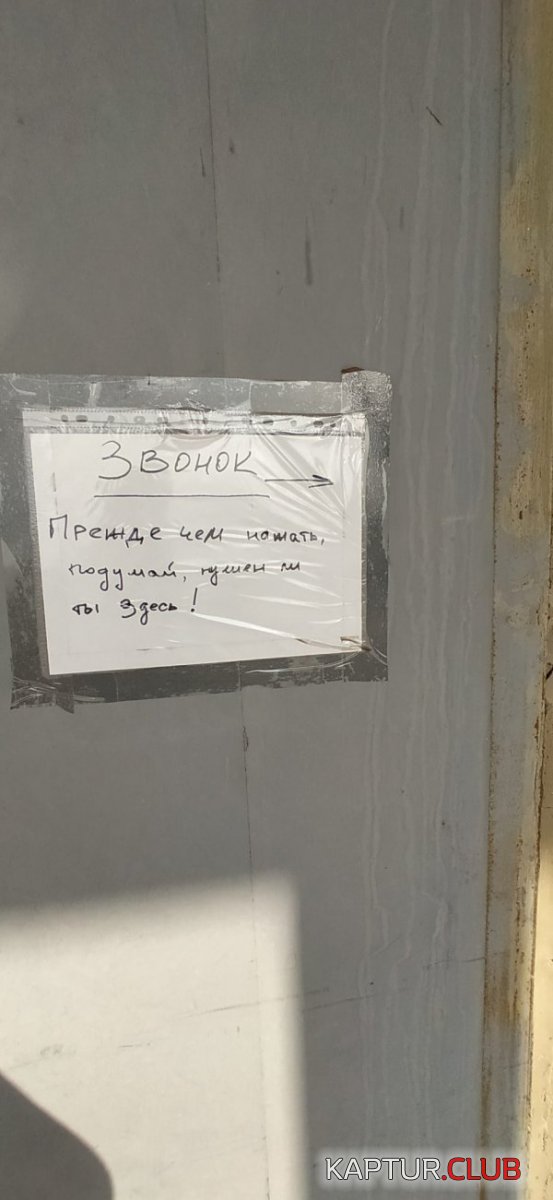 Звонок →
Прежде чем нажать,
подумай, нужен ли
ты здесь!
KAPTUR.CLUB